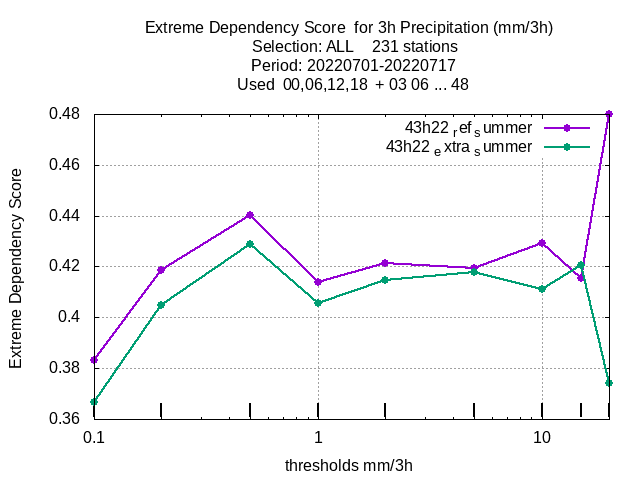 Extreme Dependency Score  for 3h Precipitation (mm/3h)
Selection: ALL    231 stations
Period: 20220701-20220717
Used  00,06,12,18  + 03 06 ... 48
43h22 ref summer
43h22 extra summer
Extreme Dependency Score
0.48
0.46
0.44
0.42
0.4
0.38
0.36
0.1
1
10
thresholds mm/3h